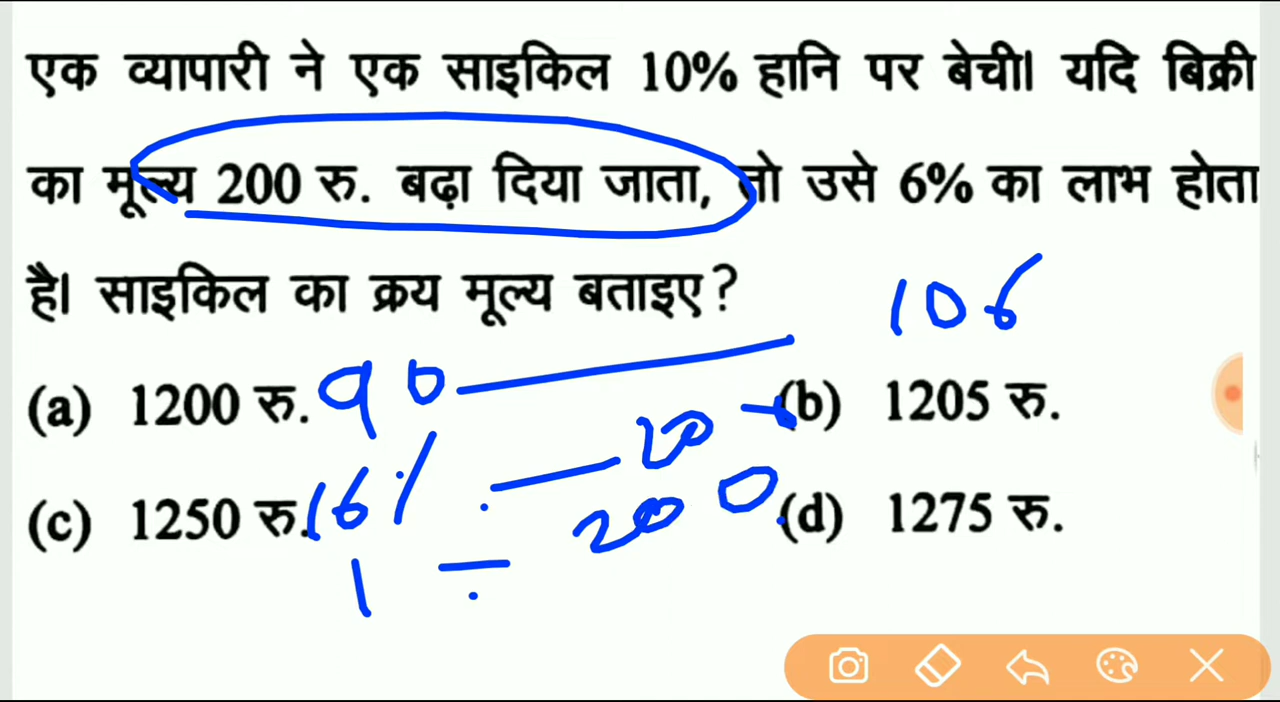 एक व्यापारी ने एक साइकिल 10% हानि पर बेची। यदि बिक्री
का मूल्य 200 रु. बढ़ा दिया जाता, तो उसे 6% का लाभ होता
है। साइकिल का क्रय मूल्य बताइए?
106
(a) 1200 रु. 90 (b) 1205 रु.
20
(c) 1250 रु. 16% 200 (d) 1275 रु.
1